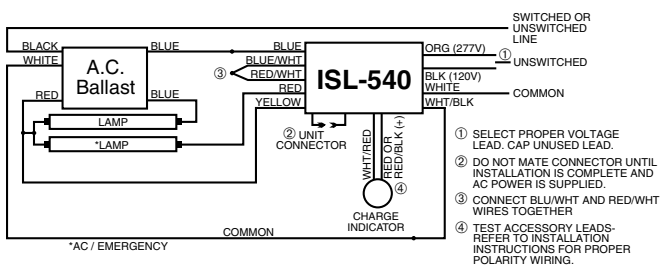 SWITCHED OR
UNSWITCHED
LINE
BLACK
BLUE
BLUE
ORG (277V)
①
WHITE
BLUE/WHT
UNSWITCHED
A.C.
Ballast
③
RED/WHT
ISL-540
BLK (120V)
RED
WHITE
COMMON
RED
BLUE
YELLOW
WHT/BLK
LAMP
② UNIT
CONNECTOR
*LAMP
WHT/RED
RED OR
RED/BLK (+)
④
CHARGE
INDICATOR
COMMON
*AC / EMERGENCY
① SELECT PROPER VOLTAGE
LEAD. CAP UNUSED LEAD.
② DO NOT MATE CONNECTOR UNTIL
INSTALLATION IS COMPLETE AND
AC POWER IS SUPPLIED.
③ CONNECT BLU/WHT AND RED/WHT
WIRES TOGETHER
④ TEST ACCESSORY LEADS-
REFER TO INSTALLATION
INSTRUCTIONS FOR PROPER
POLARITY WIRING.